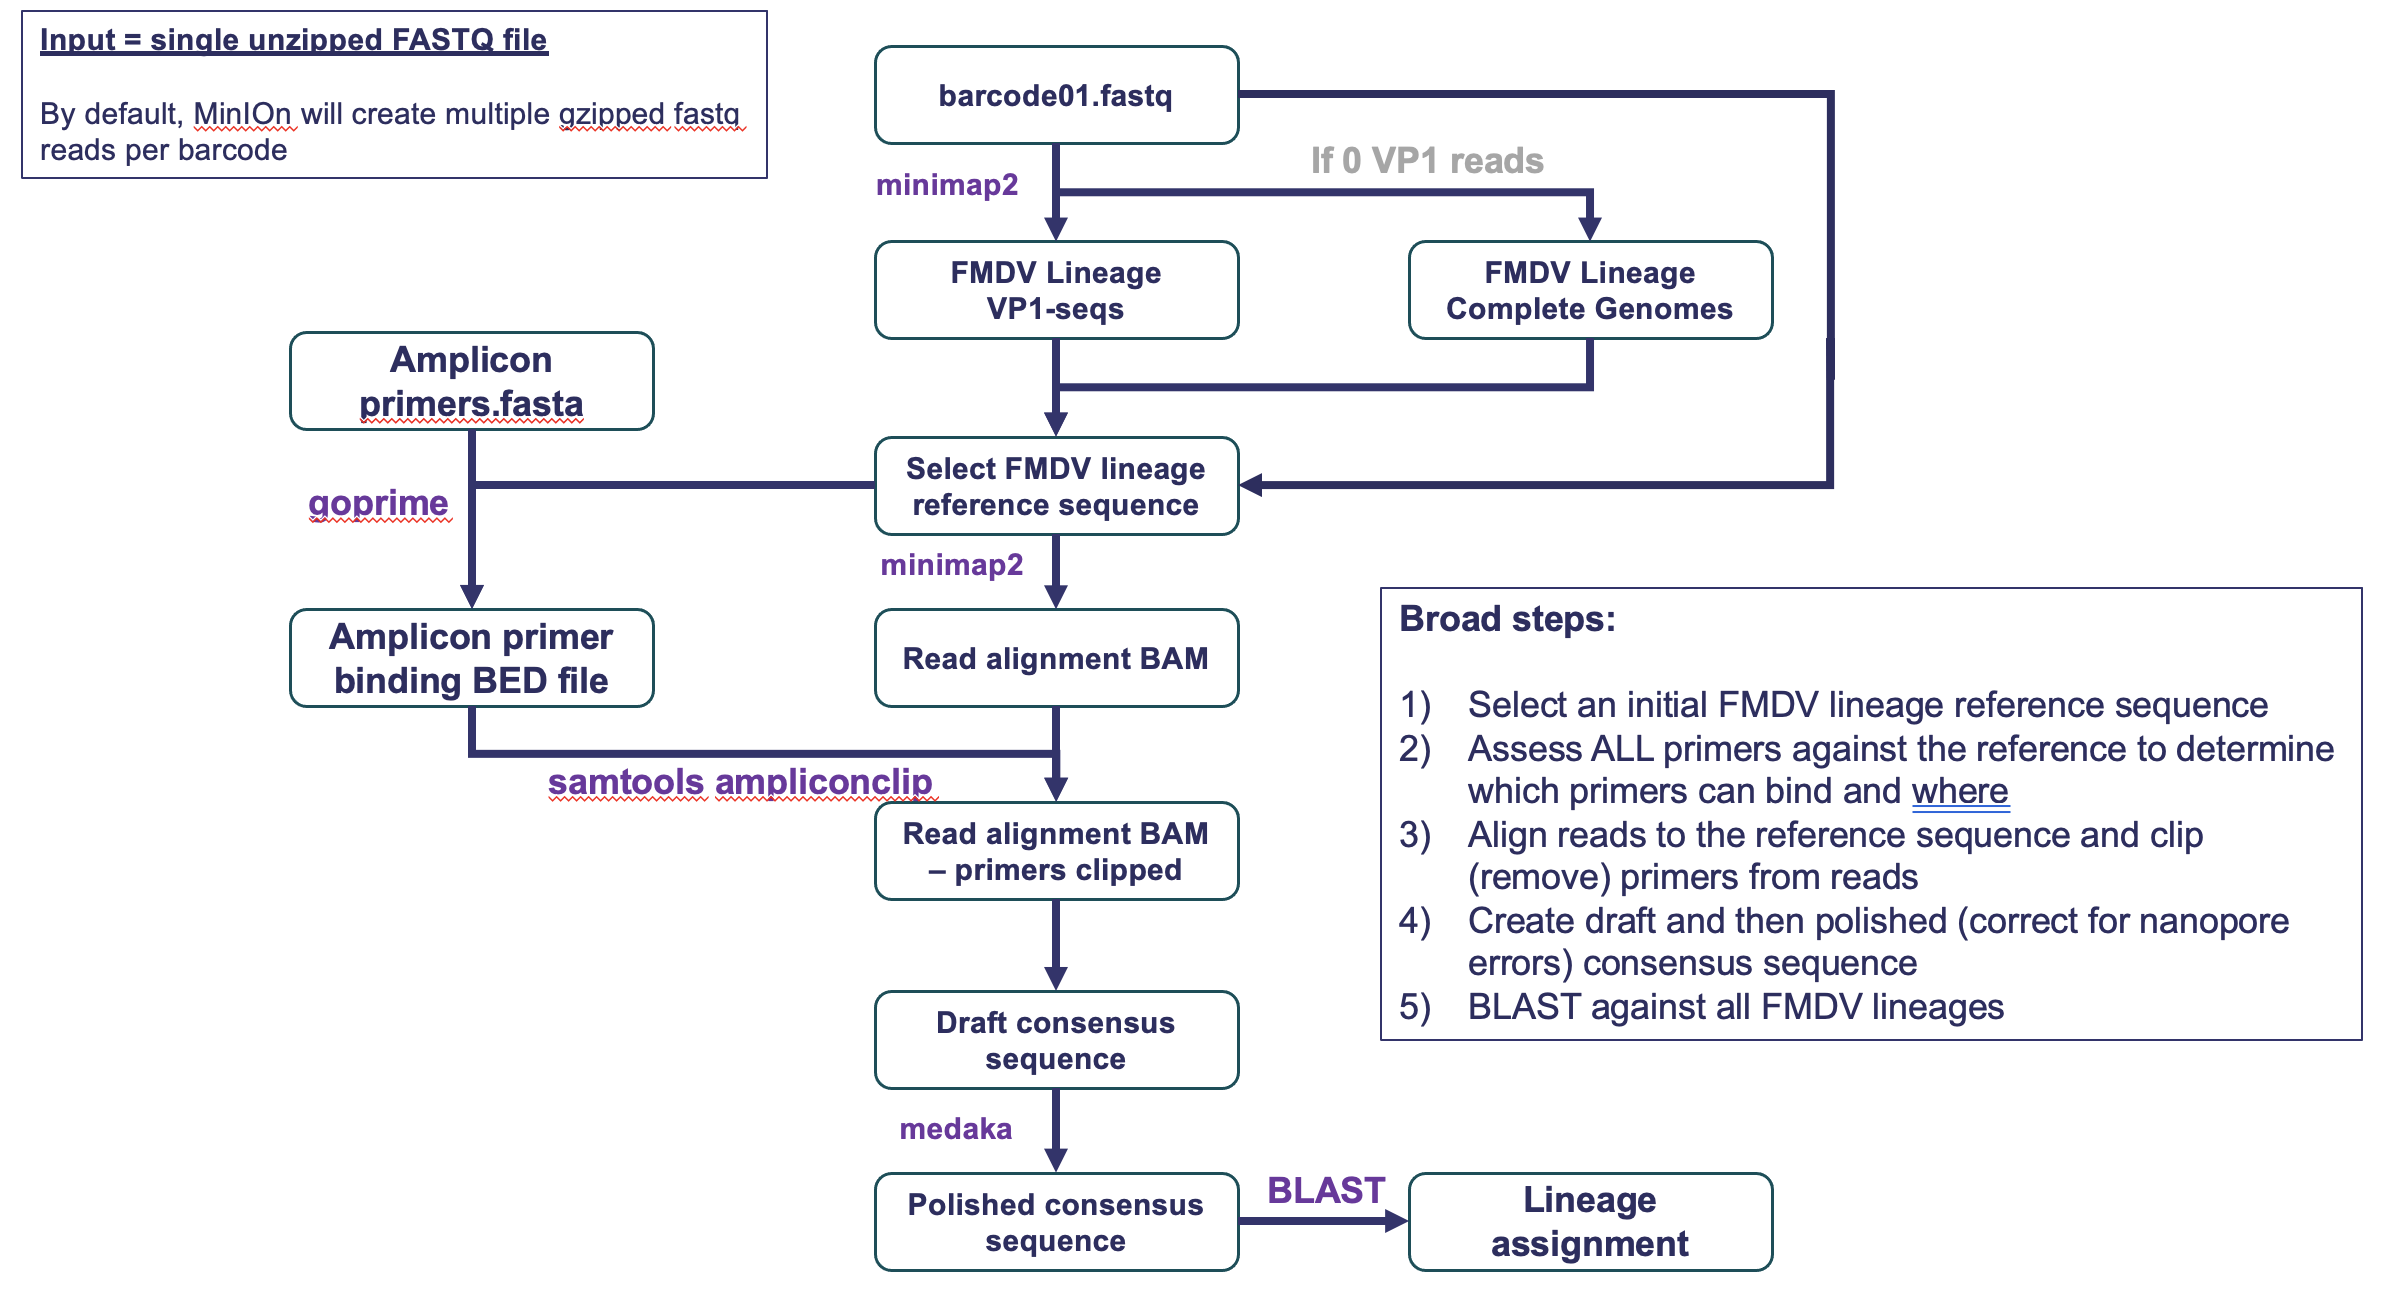 Input = single unzipped FASTQ file
By default, MinIOn will create multiple gzipped fastq
reads per barcode
barcode01.fastq
If 0 VP1 reads
minimap2
FMDV Lineage
VP1-seqs
FMDV Lineage
Complete Genomes
Amplicon
primers.fasta
Select FMDV lineage
reference sequence
goprime
minimap2
Amplicon primer
binding BED file
Read alignment BAM
samtools ampliconclip
Read alignment BAM
– primers clipped
Draft consensus
sequence
medaka
Polished consensus
sequence
BLAST
Lineage
assignment
Broad steps:
1) Select an initial FMDV lineage reference sequence
2) Assess ALL primers against the reference to determine
which primers can bind and where
3) Align reads to the reference sequence and clip
(remove) primers from reads
4) Create draft and then polished (correct for nanopore
errors) consensus sequence
5) BLAST against all FMDV lineages